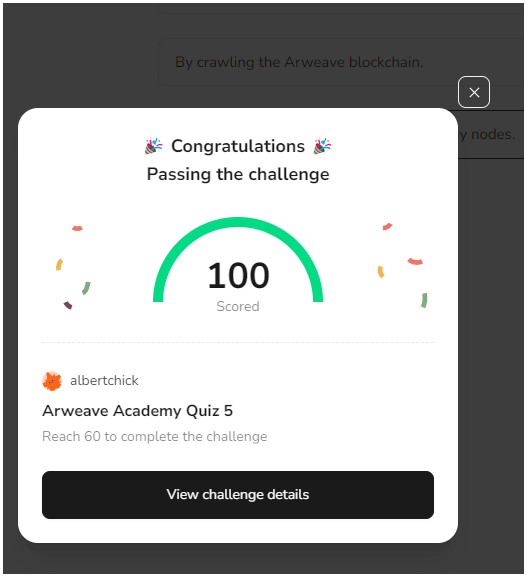 By crawling the Arweave blockchain.
y nodes.
🎉 Congratulations 🎉
Passing the challenge
100
Scored
albertchick
Arweave Academy Quiz 5
Reach 60 to complete the challenge
View challenge details